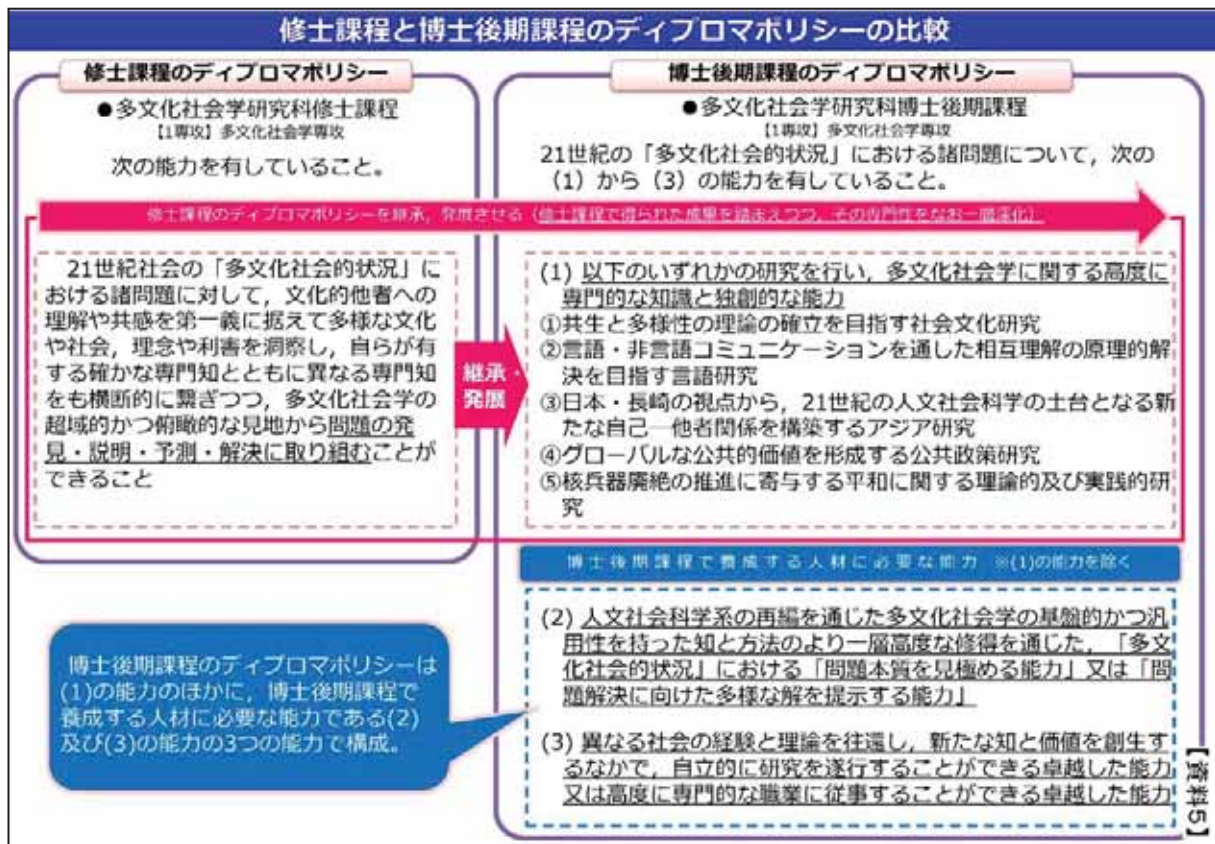 修士課程と博士後期課程のディプロマポリシーの比較
修士課程のディプロマポリシー
●多文化社会学研究科修士課程
【1専攻】多文化社会学専攻
次の能力を有していること。
博士後期課程のディプロマポリシー
●多文化社会学研究科博士後期課程
【1専攻】多文化社会学専攻
21世紀の「多文化社会的状況」における諸問題について，次の
（1）から（3）の能力を有していること。
修士課程のディプロマポリシーを継承，発展させる（修士課程で得られた成果を踏まえつつ，その専門性をなお一層深化）
21世紀社会の「多文化社会的状況」に
おける諸問題に対して，文化的他者への
理解や共感を第一義に据えて多様な文化
や社会，理念や利害を洞察し，自らが有
する確かな専門知とともに異なる専門知
をも横断的に繋ぎつつ，多文化社会学の
超域的かつ俯瞰的な見地から問題の発
見・説明・予測・解決に取り組むことが
できること
継承・
発展
(1) 以下のいずれかの研究を行い，多文化社会学に関する高度に
専門的な知識と独創的な能力
①共生と多様性の理論の確立を目指す社会文化研究
②言語・非言語コミュニケーションを通した相互理解の原理的解
決を目指す言語研究
③日本・長崎の視点から，21世紀の人文社会科学の土台となる新
たな自己―他者関係を構築するアジア研究
④グローバルな公共的価値を形成する公共政策研究
⑤核兵器廃絶の推進に寄与する平和に関する理論的及び実践的研
究
博士後期課程で養成する人材に必要な能力 ※(1)の能力を除く
(2) 人文社会科学系の再編を通じた多文化社会学の基盤的かつ汎
用性を持った知と方法のより一層高度な修得を通じた，「多文
化社会的状況」における「問題本質を見極める能力」又は「問
題解決に向けた多様な解を提示する能力」
(3) 異なる社会の経験と理論を往還し，新たな知と価値を創生す
るなかで，自立的に研究を遂行することができる卓越した能力
又は高度に専門的な職業に従事することができる卓越した能力
博士後期課程のディプロマポリシーは
(1)の能力のほかに，博士後期課程で
養成する人材に必要な能力である(2)
及び(3)の能力の3つの能力で構成。
【資料5】